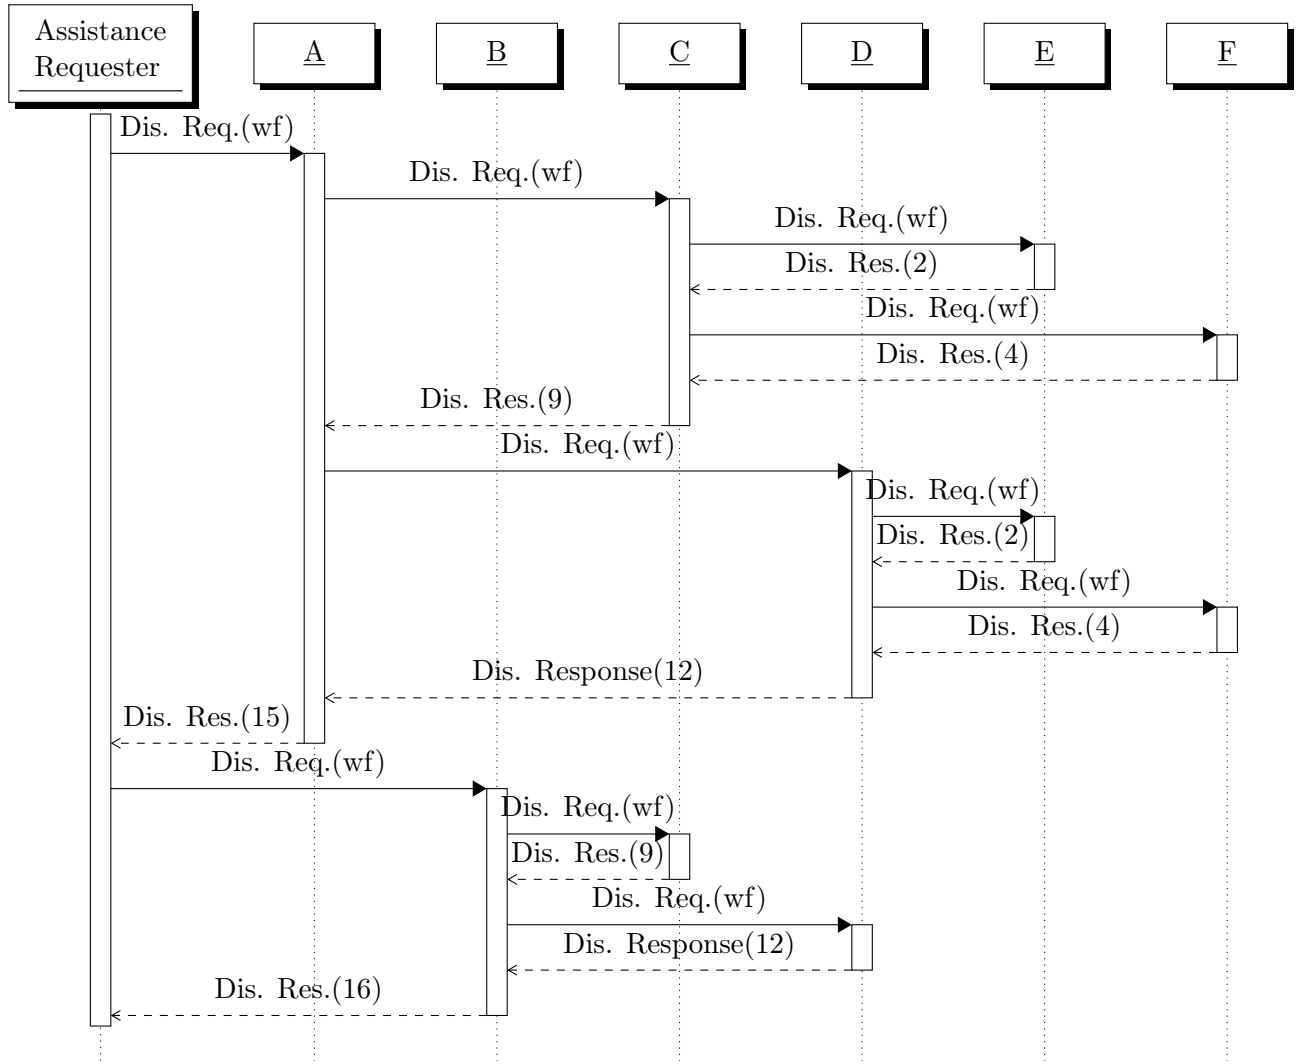 Assistance
Requester
A
B
C
D
E
F
Dis. Req.(wf)
Dis. Req.(wf)
Dis. Req.(wf)
Dis. Res.(2)
Dis. Req.(wf)
Dis. Res.(4)
Dis. Res.(9)
Dis. Req.(wf)
Dis. Req.(wf)
Dis. Res.(2)
Dis. Req.(wf)
Dis. Res.(4)
Dis. Response(12)
Dis. Res.(15)
Dis. Req.(wf)
Dis. Req.(wf)
Dis. Res.(9)
Dis. Req.(wf)
Dis. Response(12)
Dis. Res.(16)